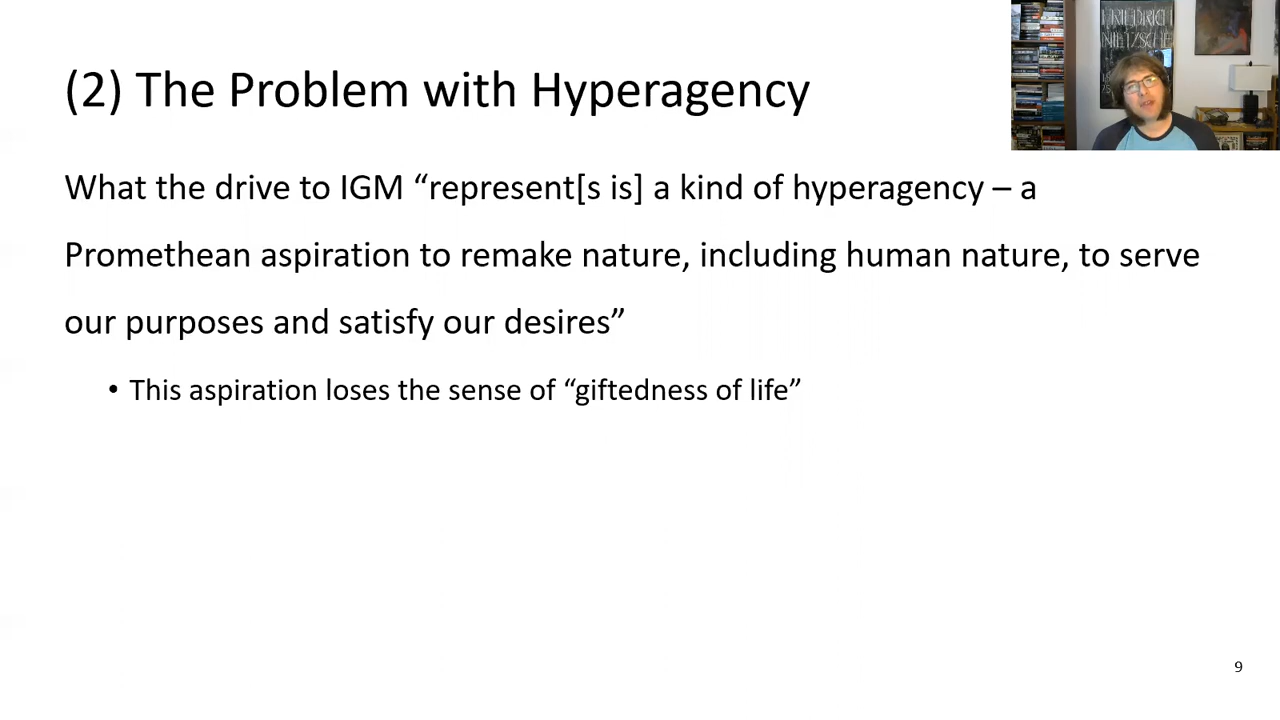 (2) The Problem with Hyperagency
FRIEDRICH
NIETZSCHE
What the drive to IGM “represent[s is] a kind of hyperagency – a
Promethean aspiration to remake nature, including human nature, to serve
our purposes and satisfy our desires”
• This aspiration loses the sense of “giftedness of life”
9